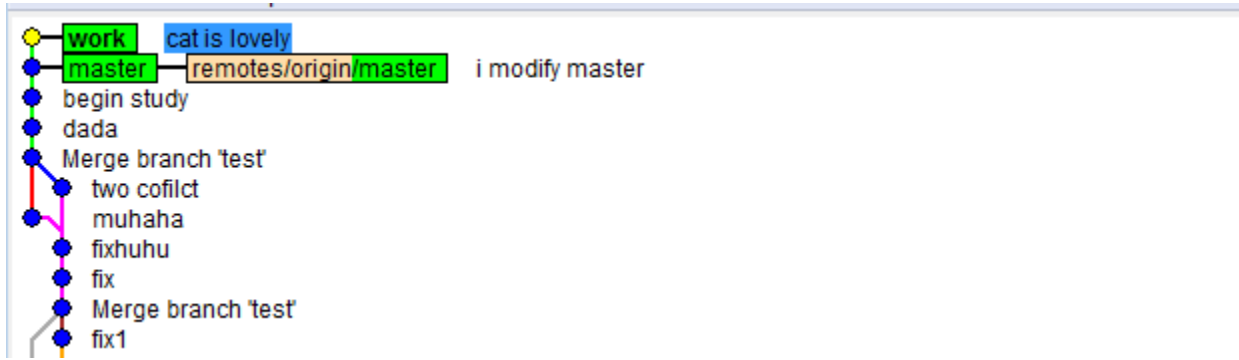 work cat is lovely
master remotes/origin/master i modify master
begin study
dada
Merge branch 'test'
two cofilct
muhaha
fixhuhu
fix
Merge branch 'test'
fix1